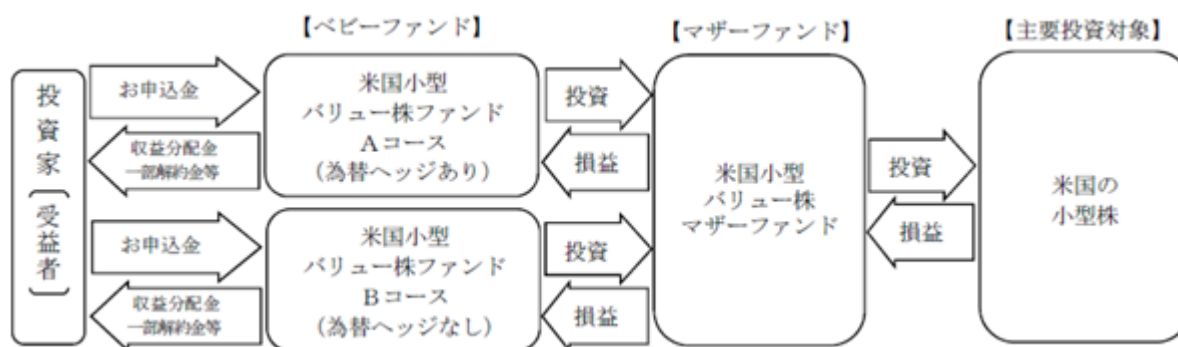 【ベビーファンド】
【マザーファンド】
【主要投資対象】
投資家(受益者)
お申込金
収益分配金
一部解約金等
米国小型
バリュー株ファンド
Aコース
(為替ヘッジあり)
投資
損益
お申込金
収益分配金
一部解約金等
米国小型
バリュー株ファンド
Bコース
(為替ヘッジなし)
投資
損益
米国小型
バリュー株
マザーファンド
投資
損益
米国の
小型株